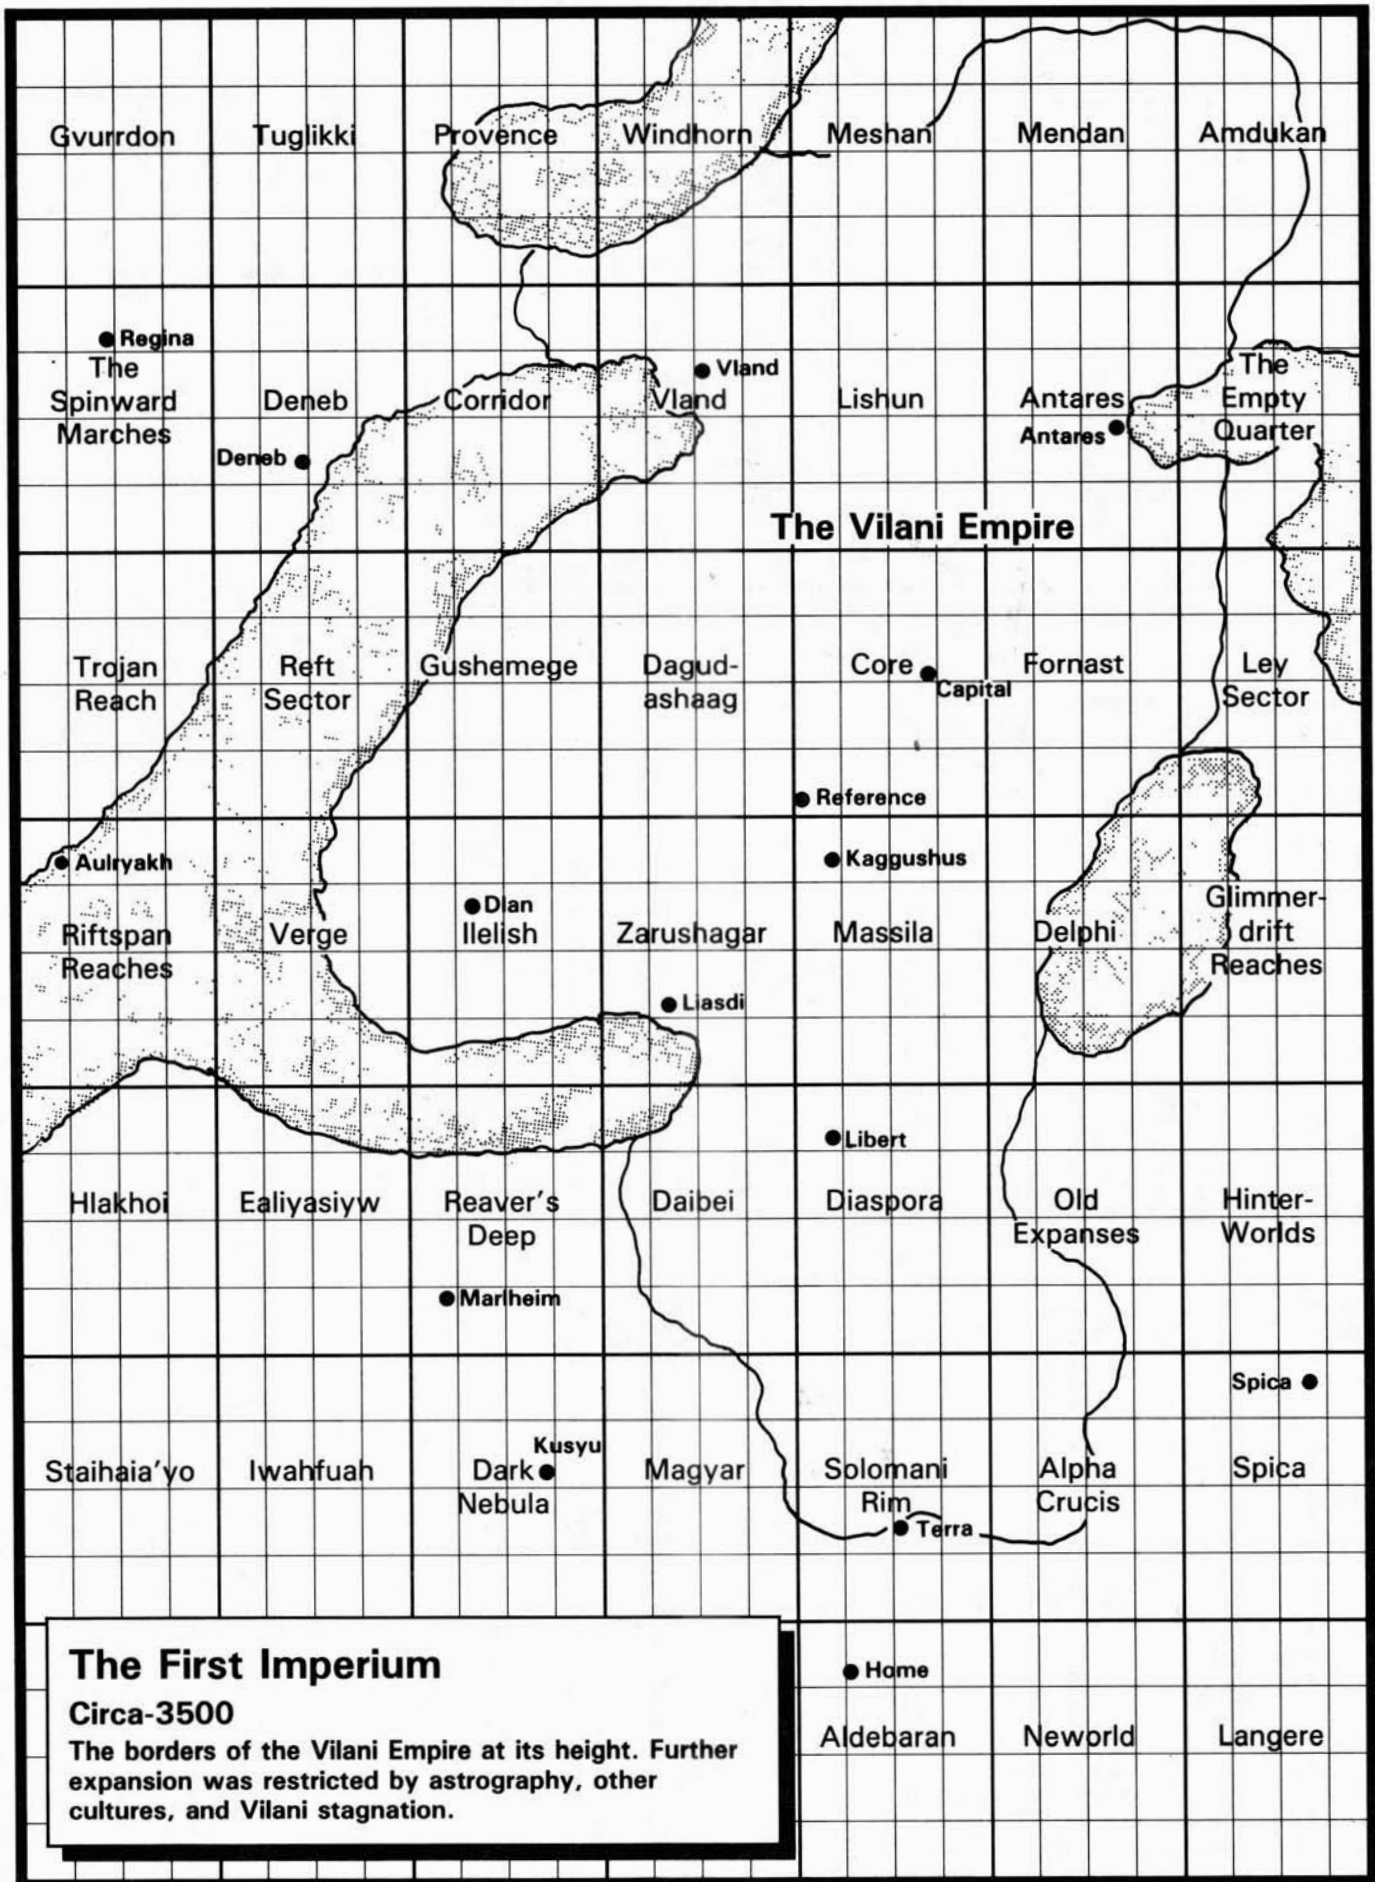 Gvurrdon
Tuglikki
Provence
Windhorn
Meshan
Mendan
Amdukan
Regina
The
Spinward
Marches
Deneb
Deneb
Corridor
Vland
Vland
Lishun
Antares
Antares
The
Empty
Quarter
The Vilani Empire
Trojan
Reach
Reft
Sector
Gushemege
Dagud-
ashaag
Core
Capital
Fornast
Ley
Sector
Reference
Aulryakh
Riftspan
Reaches
Verge
Dlan
Ilelish
Zarushagar
Liasdi
Kaggushus
Massila
Delphi
Glimmer-
drift
Reaches
Libert
Hlakhoi
Ealiyasiyw
Reaver's
Deep
Daibei
Diaspora
Old
Expanses
Hinter-
Worlds
Marlheim
Spica
Staihaia'yo
Iwahfuah
Kusyu
Dark
Nebula
Magyar
Solomani
Rim
Terra
Alpha
Crucis
Spica
Home
Aldebaran
Neworld
Langere
The First Imperium
Circa-3500
The borders of the Vilani Empire at its height. Further
expansion was restricted by astrography, other
cultures, and Vilani stagnation.